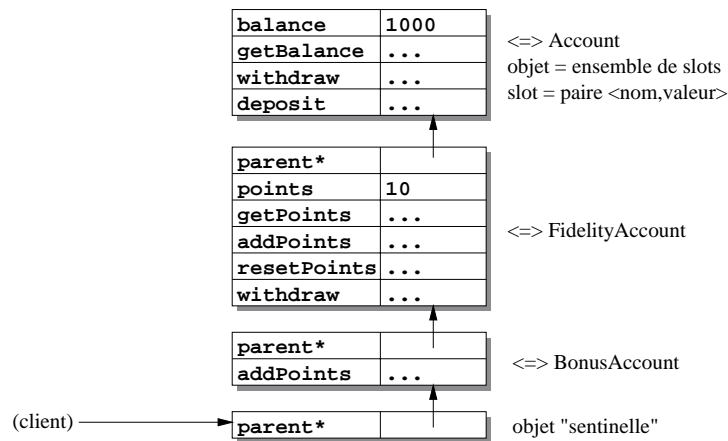 balance 1000
getBalance ...
withdraw ...
deposit ...
<=> Account
objet = ensemble de slots
slot = paire <nom,valeur>
parent*
points 10
getPoints ...
addPoints ...
resetPoints ...
withdraw ...
<=> FidelityAccount
parent*
addPoints ...
<=> BonusAccount
(client)
parent*
objet "sentinelle"